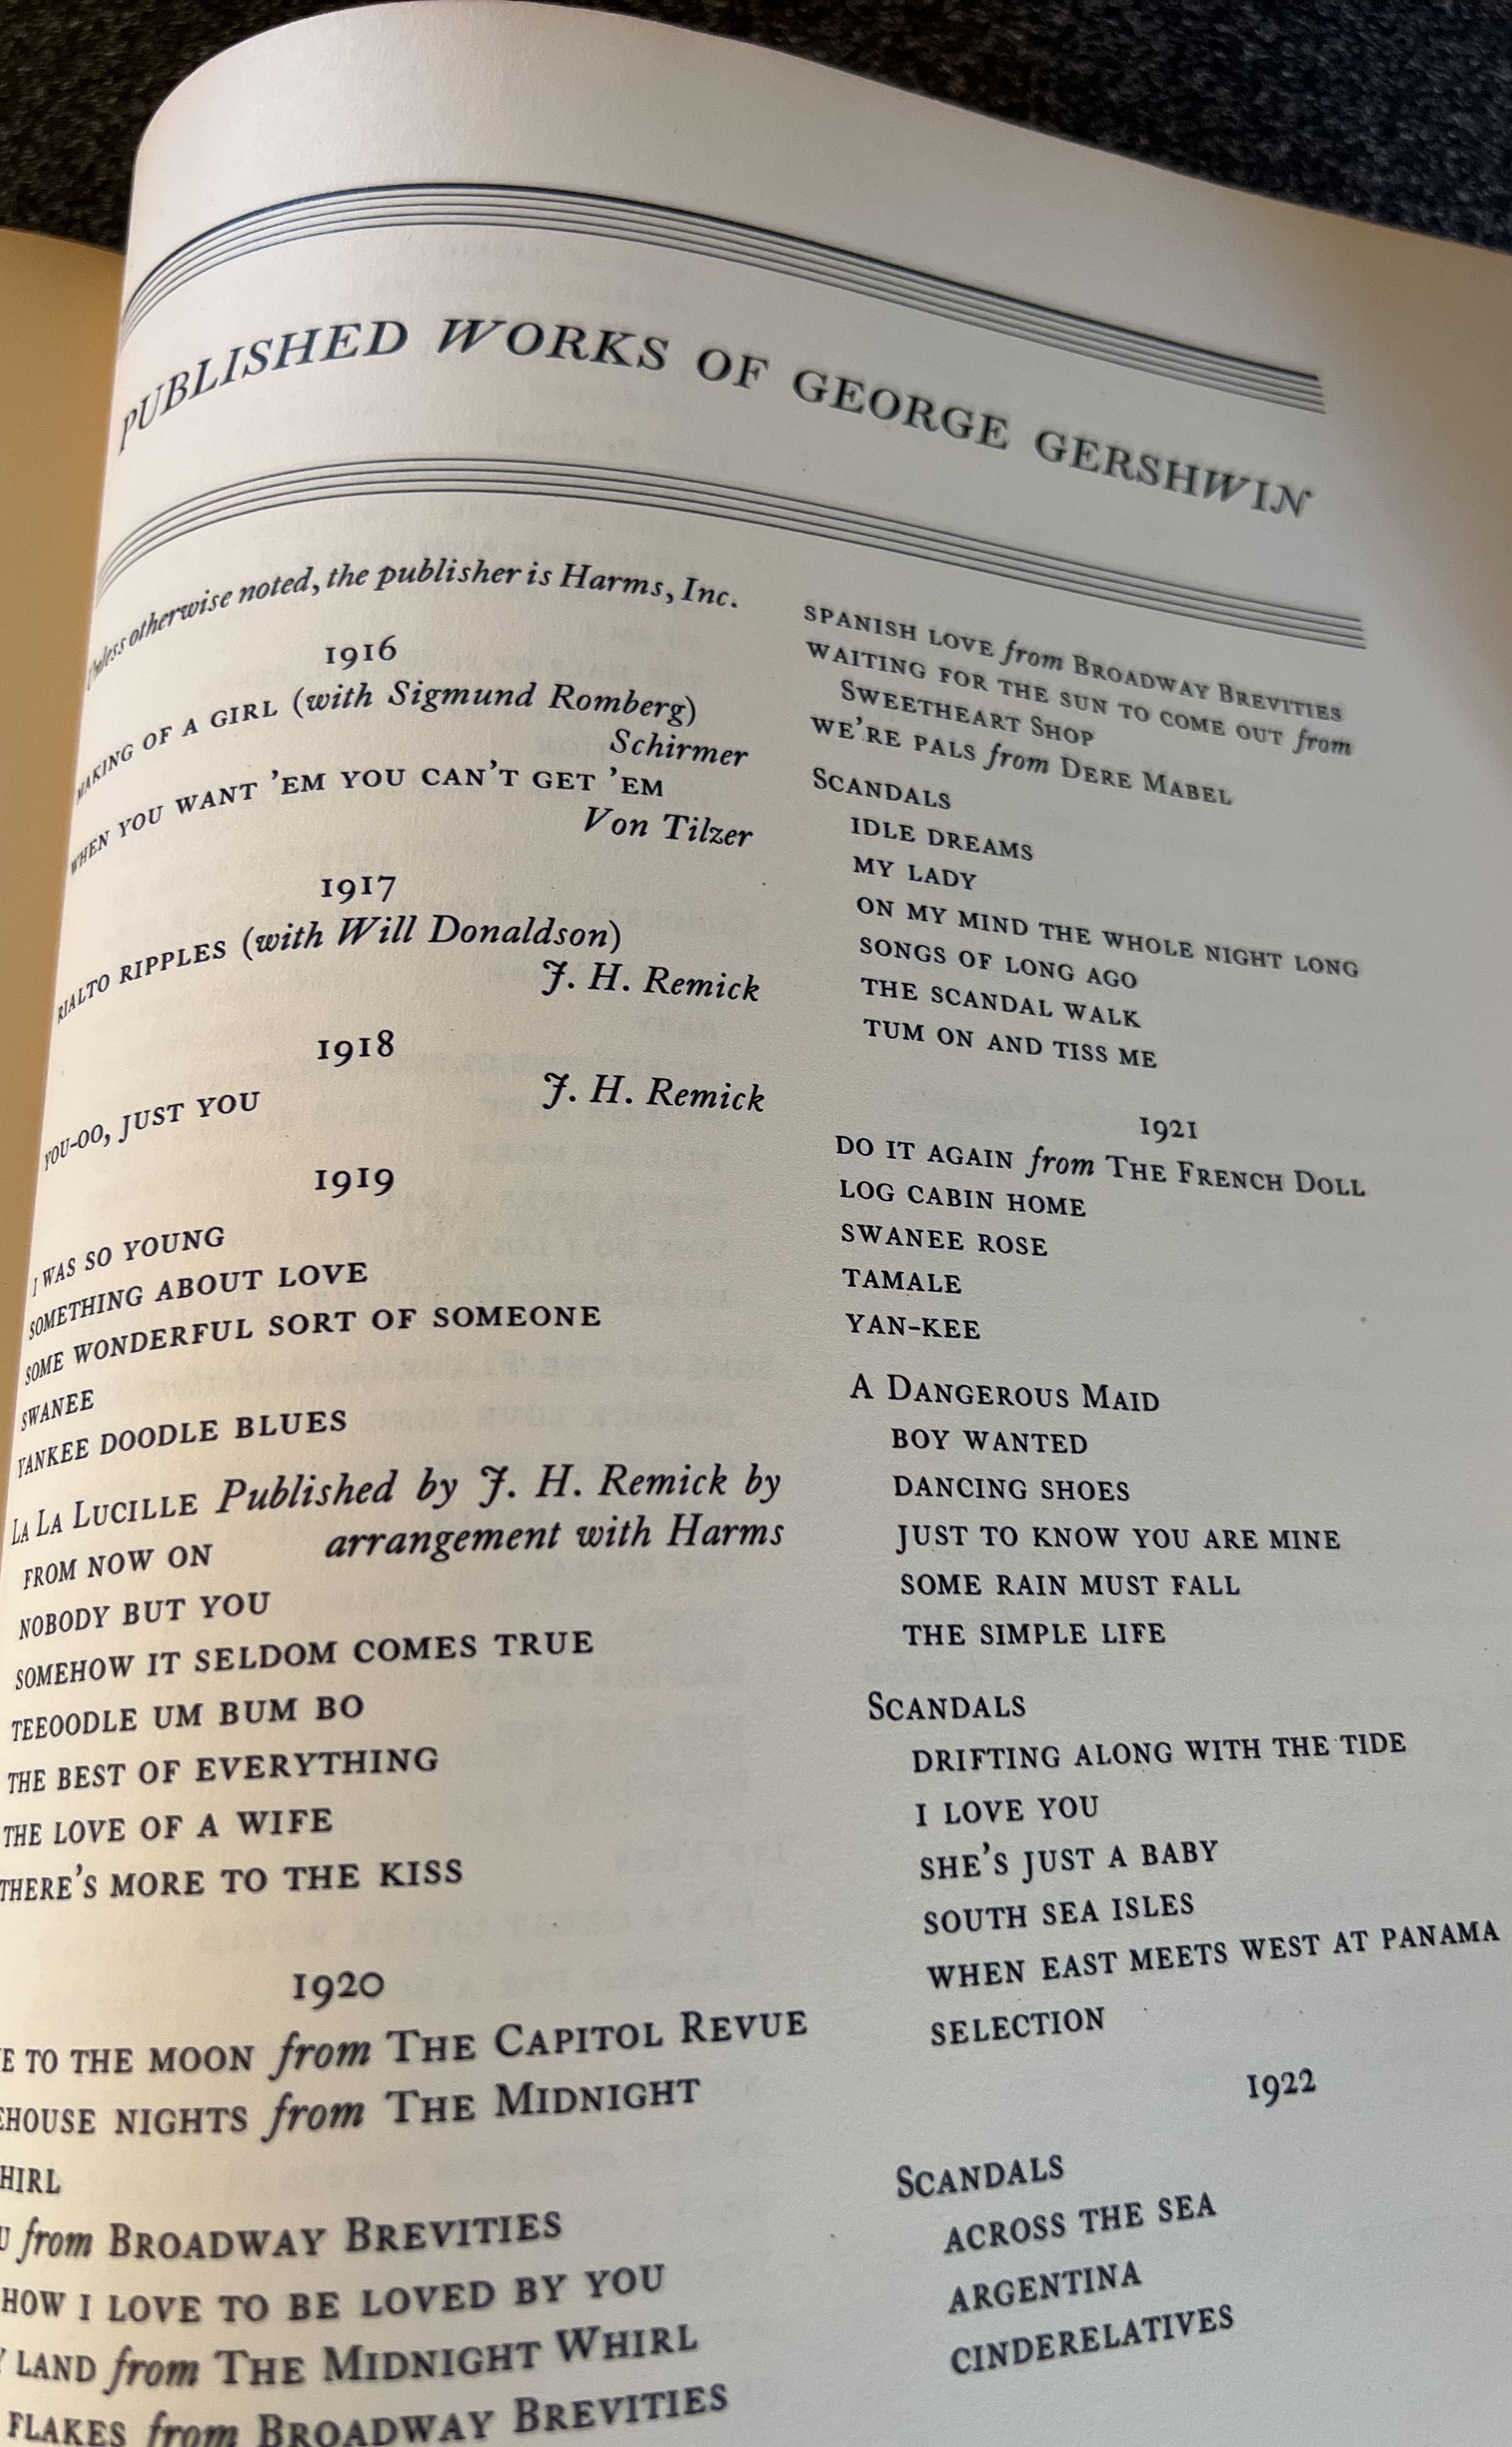 PUBLISHED WORKS OF GEORGE GERSHWIN
Unless otherwise noted, the publisher is Harms, Inc.
1916
MAKING OF A GIRL (with Sigmund Romberg)
Schirmer
WHEN YOU WANT 'EM YOU CAN'T GET 'EM
Von Tilzer
1917
RIALTO RIPPLES (with Will Donaldson)
J. H. Remick
1918
YOU-OO, JUST YOU J. H. Remick
1919
I WAS SO YOUNG
SOMETHING ABOUT LOVE
SOME WONDERFUL SORT OF SOMEONE
SWANEE
YANKEE DOODLE BLUES
LA LA LUCILLE Published by J. H. Remick by
arrangement with Harms
FROM NOW ON
NOBODY BUT YOU
SOMEHOW IT SELDOM COMES TRUE
TEEOODLE UM BUM BO
THE BEST OF EVERYTHING
THE LOVE OF A WIFE
THERE'S MORE TO THE KISS
1920
TO THE MOON from THE CAPITOL REVUE
NIGHTS from THE MIDNIGHT
from BROADWAY BREVITIES
HOW I LOVE TO BE LOVED BY YOU
LAND from THE MIDNIGHT WHIRL
FLAKES from BROADWAY BREVITIES
SPANISH LOVE from BROADWAY BREVITIES
WAITING FOR THE SUN TO COME OUT from
SWEETHEART SHOP
WE'RE PALS from DERE MABEL
SCANDALS
IDLE DREAMS
MY LADY
ON MY MIND THE WHOLE NIGHT LONG
SONGS OF LONG AGO
THE SCANDAL WALK
TUM ON AND TISS ME
1921
DO IT AGAIN from THE FRENCH DOLL
LOG CABIN HOME
SWANEE ROSE
TAMALE
YAN-KEE
A DANGEROUS MAID
BOY WANTED
DANCING SHOES
JUST TO KNOW YOU ARE MINE
SOME RAIN MUST FALL
THE SIMPLE LIFE
SCANDALS
DRIFTING ALONG WITH THE TIDE
I LOVE YOU
SHE'S JUST A BABY
SOUTH SEA ISLES
WHEN EAST MEETS WEST AT PANAMA
SELECTION
1922
SCANDALS
ACROSS THE SEA
ARGENTINA
CINDERELATIVES